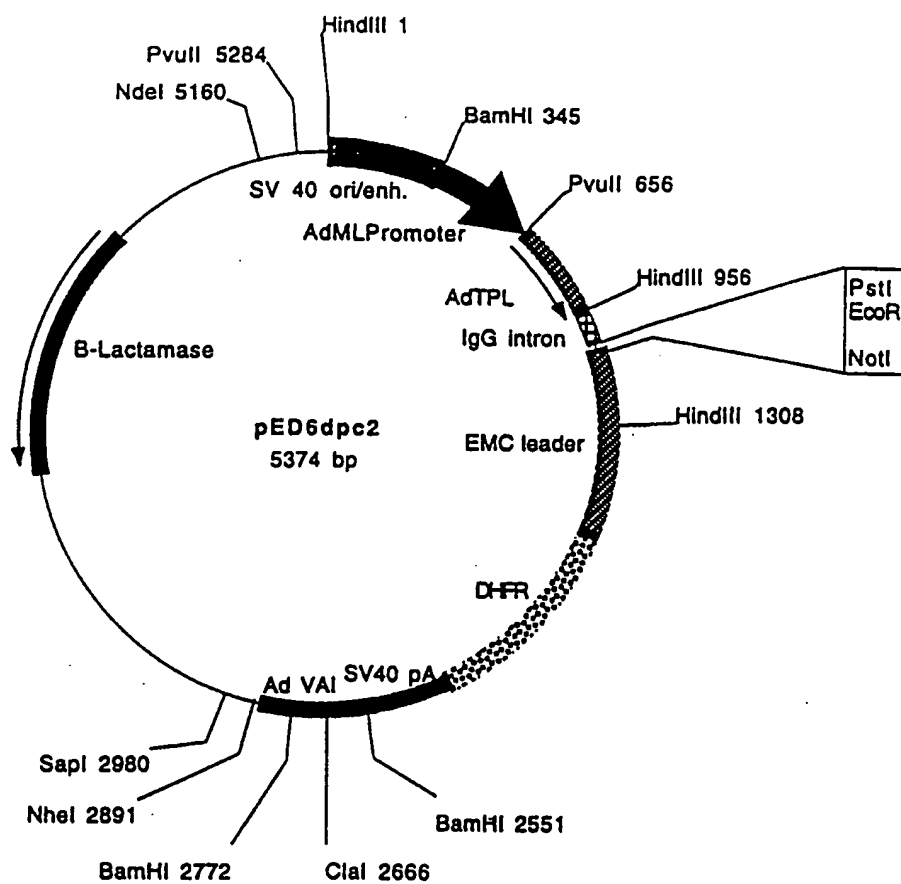 HindIII 1
PvuII 5284
NdeI 5160
BamHI 345
SV 40 ori/enh.
PvuII 656
AdMLPromoter
HindIII 956
AdTPL
PstI
EcoR
IgG intron
NotI
B-Lactamase
HindIII 1308
pED6dpc2
EMC leader
5374 bp
DHFR
SV40 pA
Ad VAI
SapI 2980
NheI 2891
BamHI 2551
BamHI 2772
ClaI 2666